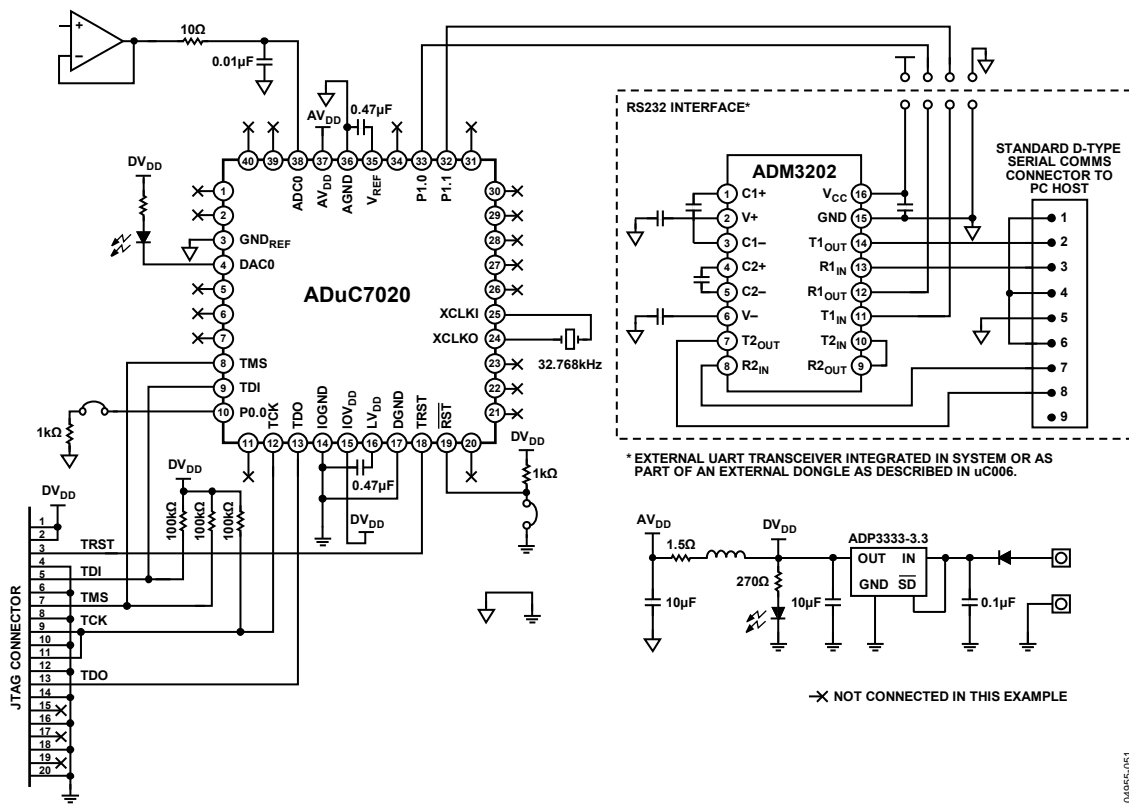 10Ω
0.01µF
0.47µF
AVDD
DVDD
40
39
38
37
36
35
34
33
32
31
ADC0
AVDD
AGND
VREF
P1.0
P1.1
1
2
3
4
5
6
7
8
9
10
GNDREF
DAC0
TMS
TDI
P0.0
ADuC7020
30
29
28
27
26
25
24
23
22
21
XCLKI
XCLKO
32.768kHz
TCK
TDO
IOGND
IOVDD
LVDD
DGND
TRST
RST
11
12
13
14
15
16
17
18
19
20
1kΩ
0.47µF
DVDD
DVDD
1kΩ
DVDD
100kΩ
100kΩ
100kΩ
DVDD
JTAG CONNECTOR
1
2
3
4
5
6
7
8
9
10
11
12
13
14
15
16
17
18
19
20
TRST
TDI
TMS
TCK
TDO
RS232 INTERFACE*
ADM3202
1
2
3
4
5
6
7
8
C1+
V+
C1–
C2+
C2–
V–
T2OUT
R2IN
VCC
GND
T1OUT
R1IN
R1OUT
T1IN
T2IN
R2OUT
16
15
14
13
12
11
10
9
STANDARD D-TYPE
SERIAL COMMS
CONNECTOR TO
PC HOST
1
2
3
4
5
6
7
8
9
* EXTERNAL UART TRANSCEIVER INTEGRATED IN SYSTEM OR AS
PART OF AN EXTERNAL DONGLE AS DESCRIBED IN uC006.
AVDD
1.5Ω
DVDD
270Ω
10µF
10µF
ADP3333-3.3
OUT IN
GND SD
0.1µF
NOT CONNECTED IN THIS EXAMPLE
04955-051